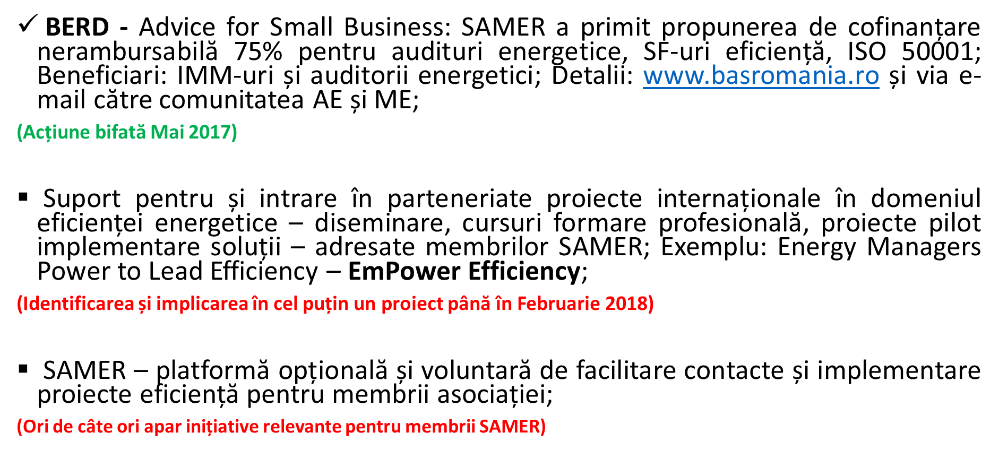 ✓ BERD - Advice for Small Business: SAMER a primit propunerea de cofinanțare
nerambursabilă 75% pentru audituri energetice, SF-uri eficiență, ISO 50001;
Beneficiari: IMM-uri și auditorii energetici; Detalii: www.basromania.ro și via e-
mail către comunitatea AE și ME;
(Acțiune bifată Mai 2017)
▪ Suport pentru și intrare în parteneriate proiecte internaționale în domeniul
eficienței energetice – diseminare, cursuri formare profesională, proiecte pilot
implementare soluții – adresate membrilor SAMER; Exemplu: Energy Managers
Power to Lead Efficiency – EmPower Efficiency;
(Identificarea și implicarea în cel puțin un proiect până în Februarie 2018)
▪ SAMER – platformă opțională și voluntară de facilitare contacte și implementare
proiecte eficiență pentru membrii asociației;
(Ori de câte ori apar inițiative relevante pentru membrii SAMER)